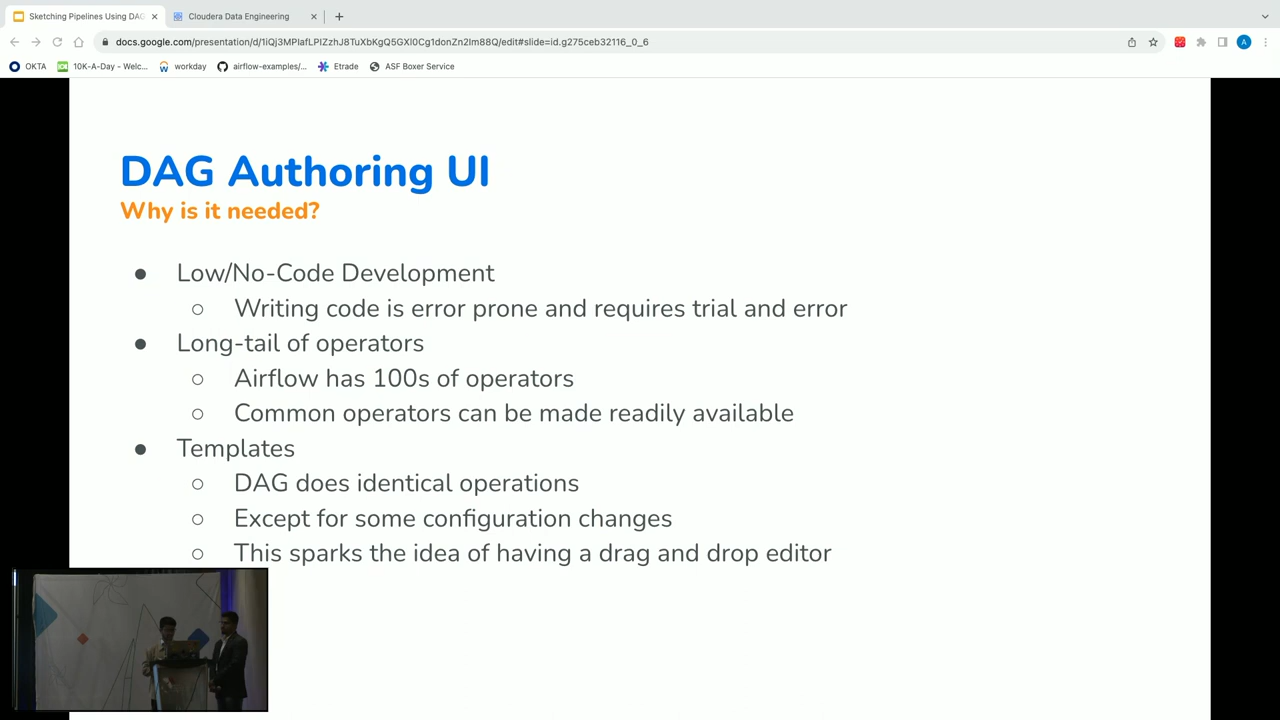 Sketching Pipelines Using DAG
Cloudera Data Engineering
docs.google.com/presentation/d/1iQj3MPIafLPIZzhJ8TuXbKgQ5GXl0Cg1donZn2lm88Q/edit#slide=id.g275ceb32116_0_6
A
OKTA
10K-A-Day - Welc...
workday
airflow-examples/...
Etrade
ASF Boxer Service
DAG Authoring UI
Why is it needed?
● Low/No-Code Development
○ Writing code is error prone and requires trial and error
● Long-tail of operators
○ Airflow has 100s of operators
○ Common operators can be made readily available
● Templates
○ DAG does identical operations
○ Except for some configuration changes
○ This sparks the idea of having a drag and drop editor